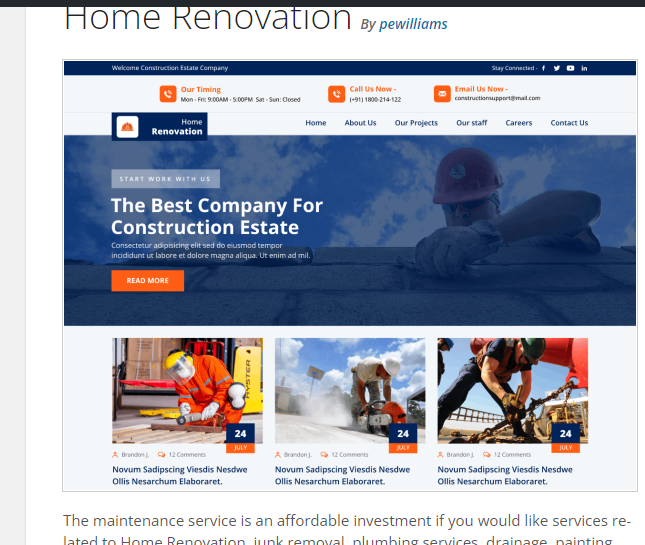 Home Renovation By pewilliams
Welcome Construction Estate Company
Stay Connected -
Our Timing
Mon - Fri: 9:00AM - 5:00PM Sat - Sun: Closed
Call Us Now -
(+91) 1800-214-122
Email Us Now -
constructionsupport@mail.com
Home
Renovation
Home About Us Our Projects Our staff Careers Contact Us
START WORK WITH US
The Best Company For
Construction Estate
Consectetur adipisicing elit sed do eiusmod tempor
incididunt ut labore et dolore magna aliqua. Ut enim ad mil.
READ MORE
HYSTER
24
JULY
Brandon J. 12 Comments
Novum Sadipscing Viesdis Nesdwe
Ollis Nesarchum Elaboraret.
24
JULY
Brandon J. 12 Comments
Novum Sadipscing Viesdis Nesdwe
Ollis Nesarchum Elaboraret.
24
JULY
Brandon J. 12 Comments
Novum Sadipscing Viesdis Nesdwe
Ollis Nesarchum Elaboraret.
The maintenance service is an affordable investment if you would like services re-
lated to Home Renovation, junk removal, plumbing services, drainage, painting,